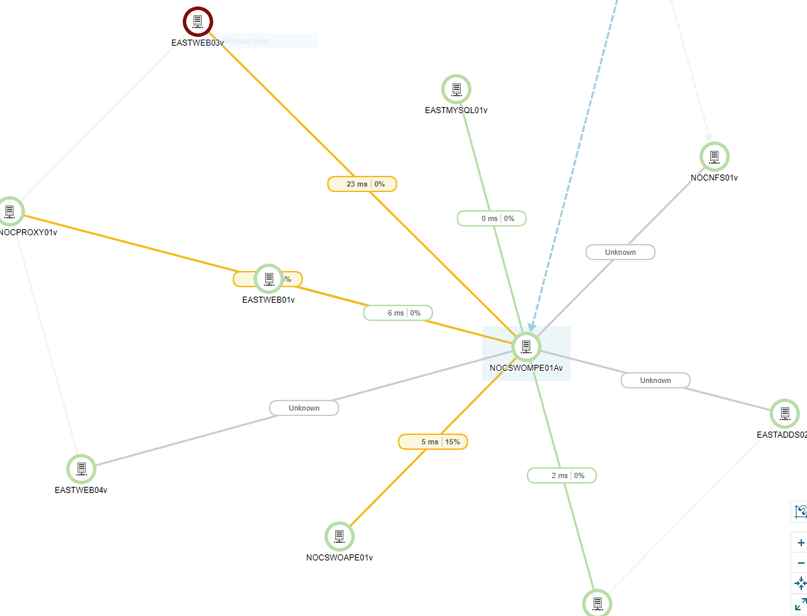 EASTWEB03v
EASTMYSQL01v
NOCNFS01v
23 ms | 0%
0 ms | 0%
NOCPROXY01v
Unknown
%
EASTWEB01v
6 ms | 0%
NOCSWOMPE01Av
Unknown
Unknown
EASTADDS02
5 ms | 15%
2 ms | 0%
EASTWEB04v
NOCSWOAPE01v
+
−